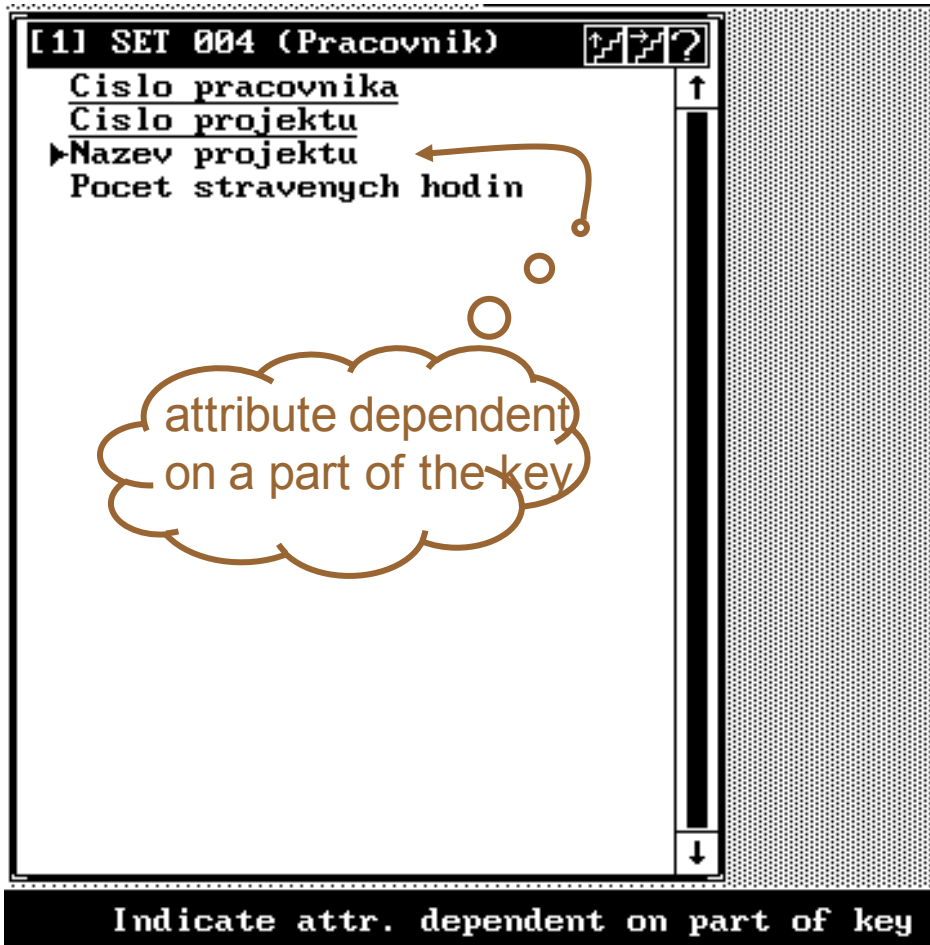 [1] SET 004 (Pracovnik) ?
Cislo pracovnika
Cislo projektu
Nazev projektu
Pocet stravenych hodin
attribute dependent
on a part of the key
Indicate attr. dependent on part of key